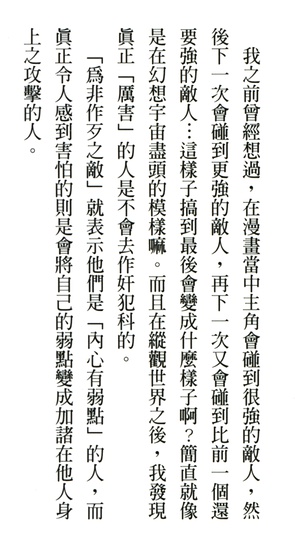 我之前曾經想過，在漫畫當中主角會碰到很強的敵人，然
後下一次會碰到更強的敵人，再下一次又會碰到比前一個還
要強的敵人…這樣子搞到最後會變成什麼樣子啊？簡直就像
是在幻想宇宙盡頭的模樣嘛。而且在縱觀世界之後，我發現
真正「厲害」的人是不會去作奸犯科的。
「為非作歹之敵」就表示他們是「內心有弱點」的人，而
真正令人感到害怕的則是會將自己的弱點變成加諸在他人身
上之攻擊的人。